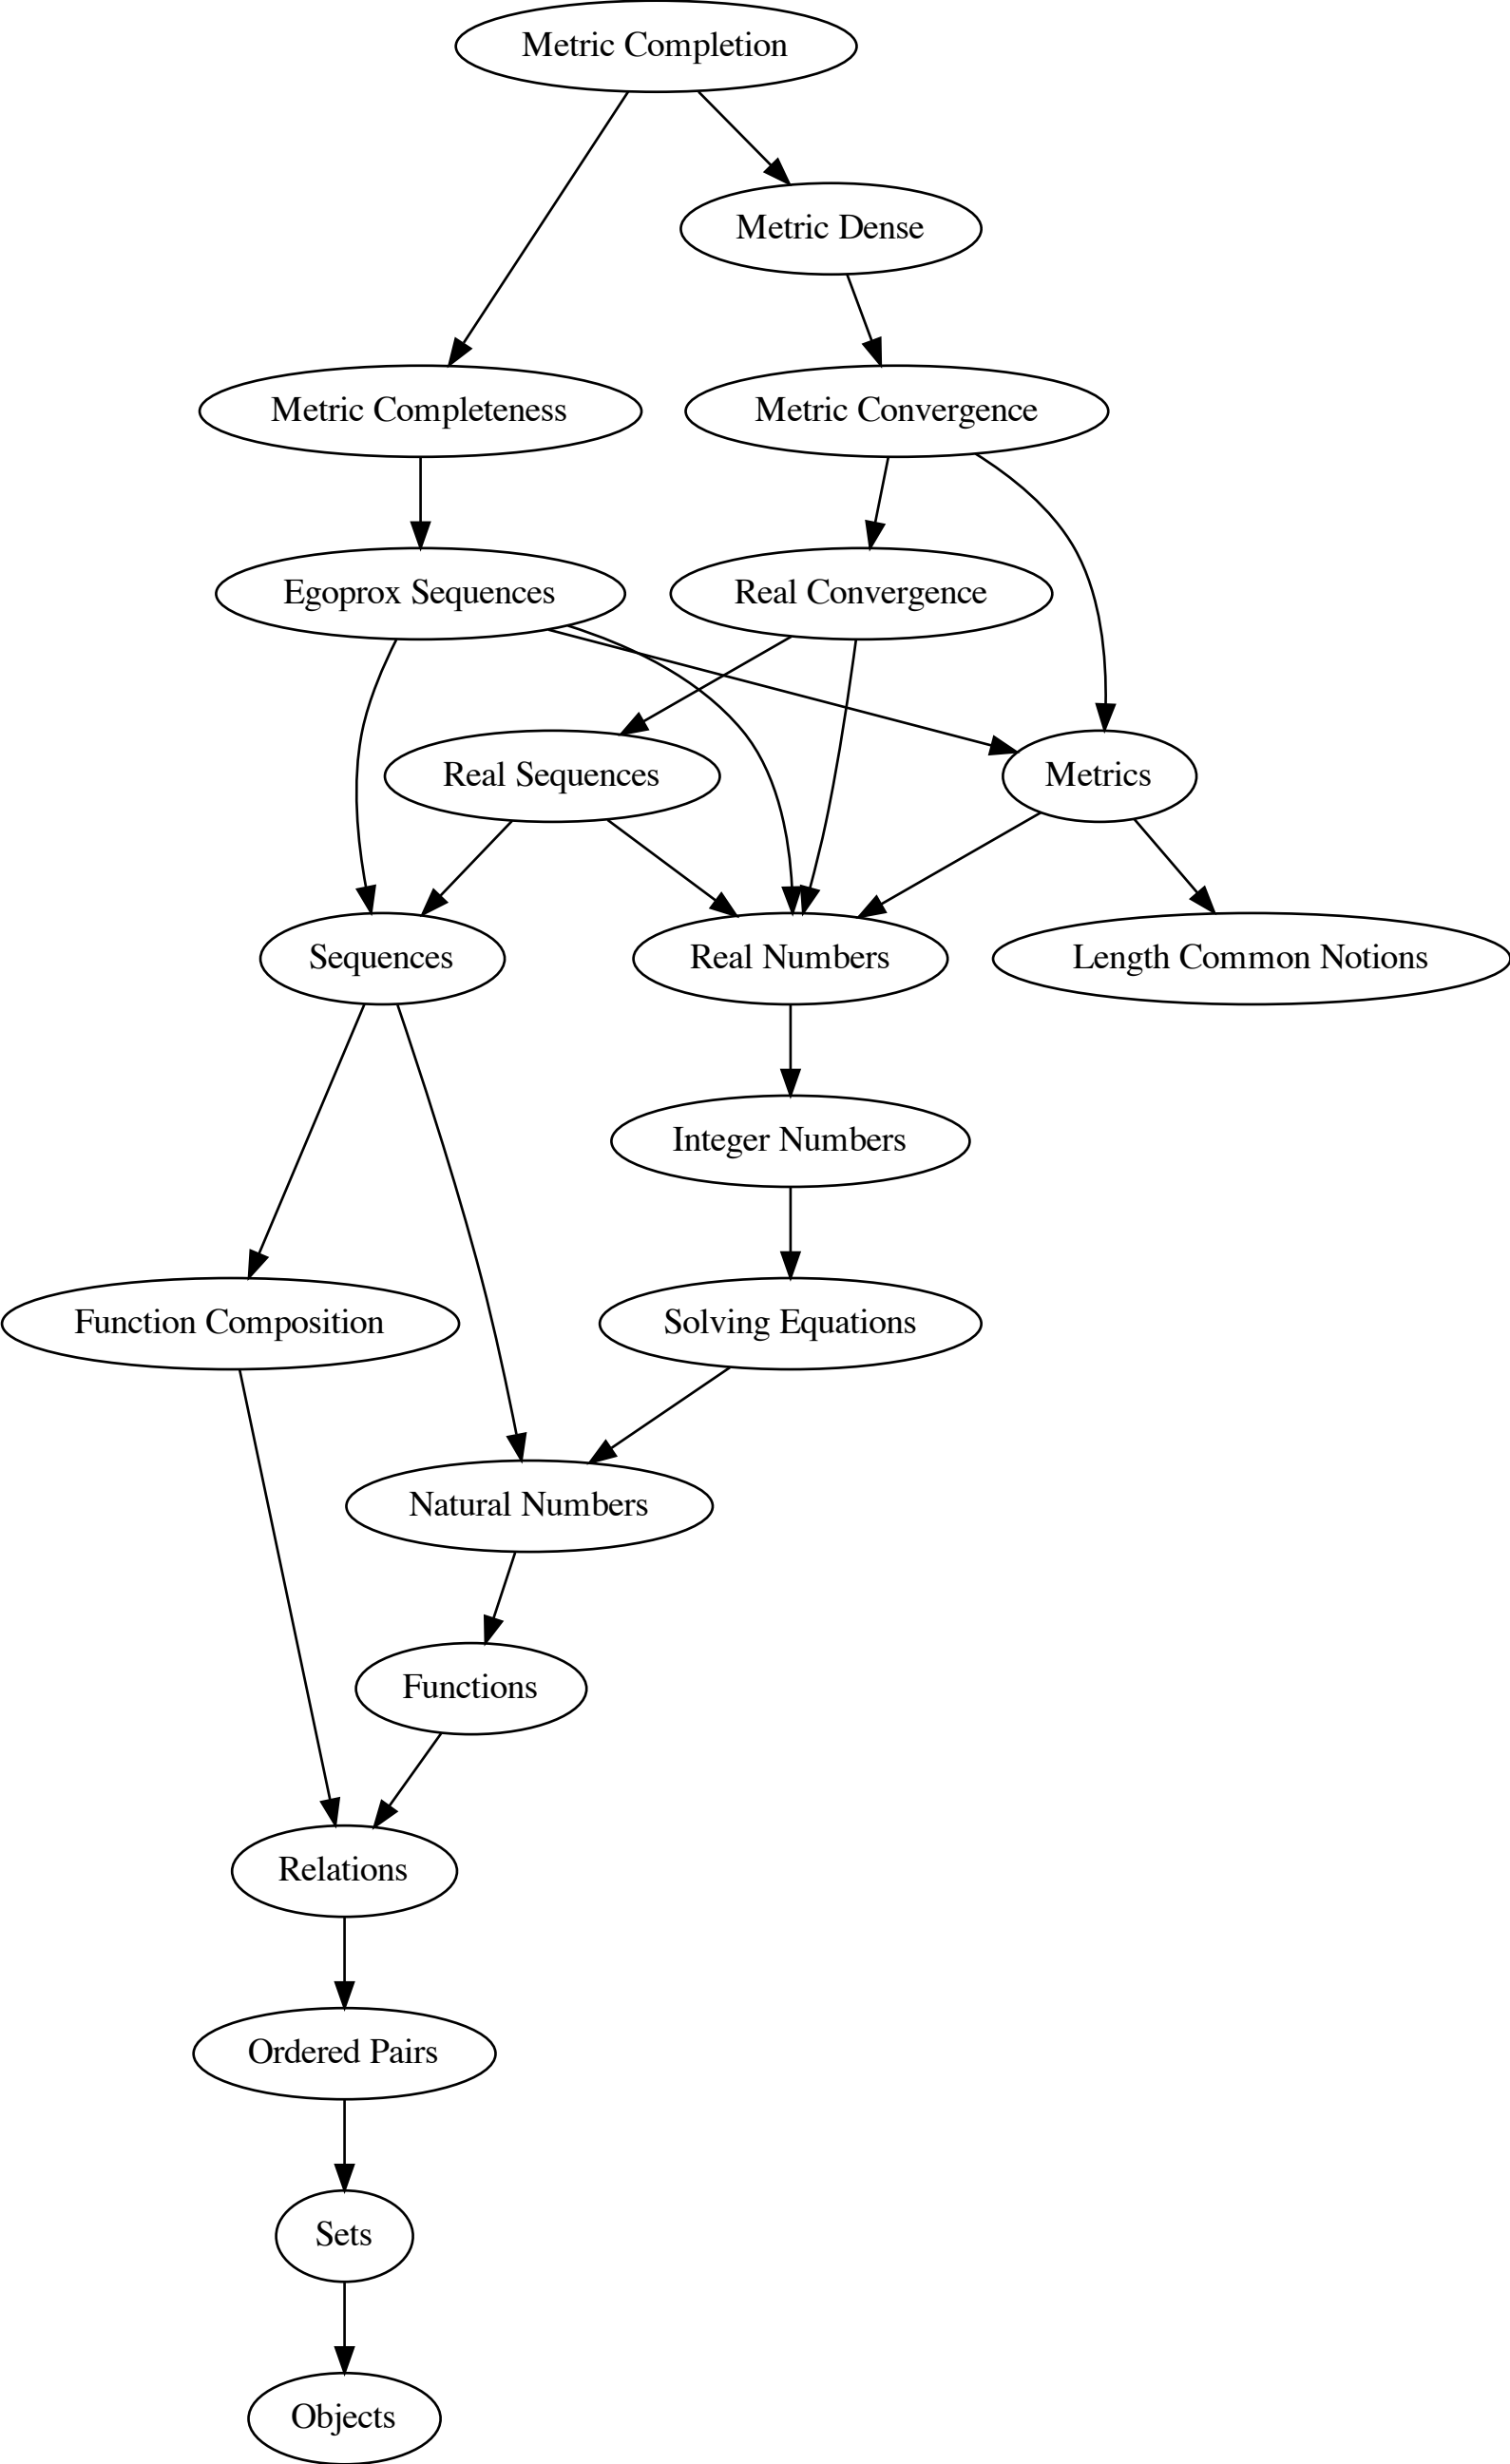 Metric Completion
Metric Dense
Metric Completeness
Metric Convergence
Egoprox Sequences
Real Convergence
Real Sequences
Metrics
Sequences
Real Numbers
Length Common Notions
Integer Numbers
Function Composition
Solving Equations
Natural Numbers
Functions
Relations
Ordered Pairs
Sets
Objects